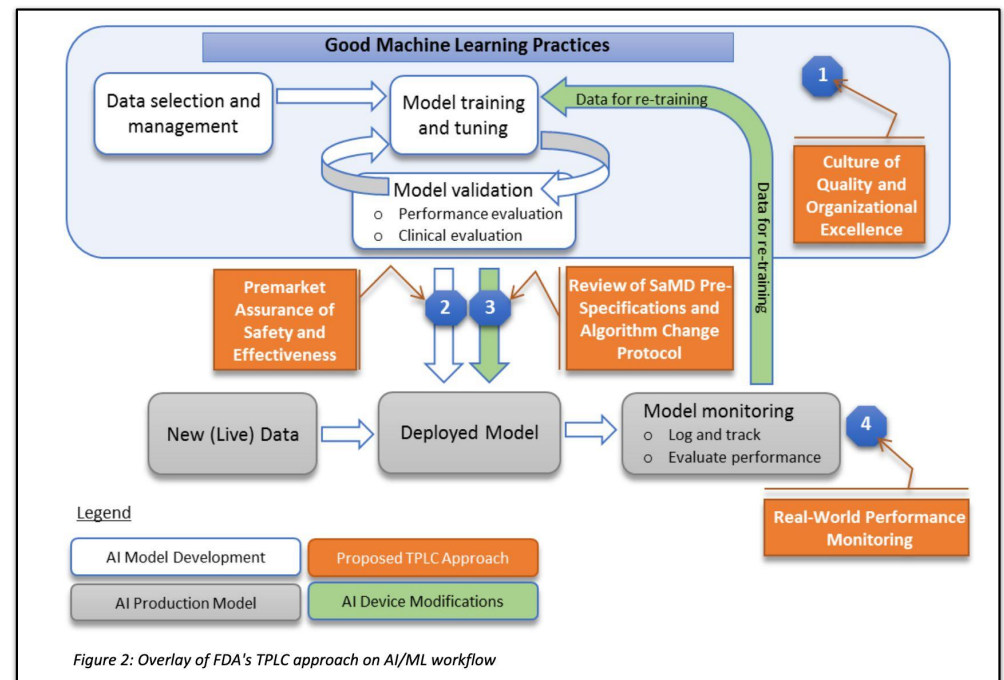 Good Machine Learning Practices
Data selection and
management
Model training
and tuning
Data for re-training
1
Culture of
Quality and
Organizational
Excellence
Model validation
o Performance evaluation
o Clinical evaluation
Data for re-training
Premarket
Assurance of
Safety and
Effectiveness
2
3
Review of SaMD Pre-
Specifications and
Algorithm Change
Protocol
New (Live) Data
Deployed Model
Model monitoring
o Log and track
o Evaluate performance
4
Real-World Performance
Monitoring
Legend
AI Model Development
Proposed TPLC Approach
AI Production Model
AI Device Modifications
Figure 2: Overlay of FDA's TPLC approach on AI/ML workflow